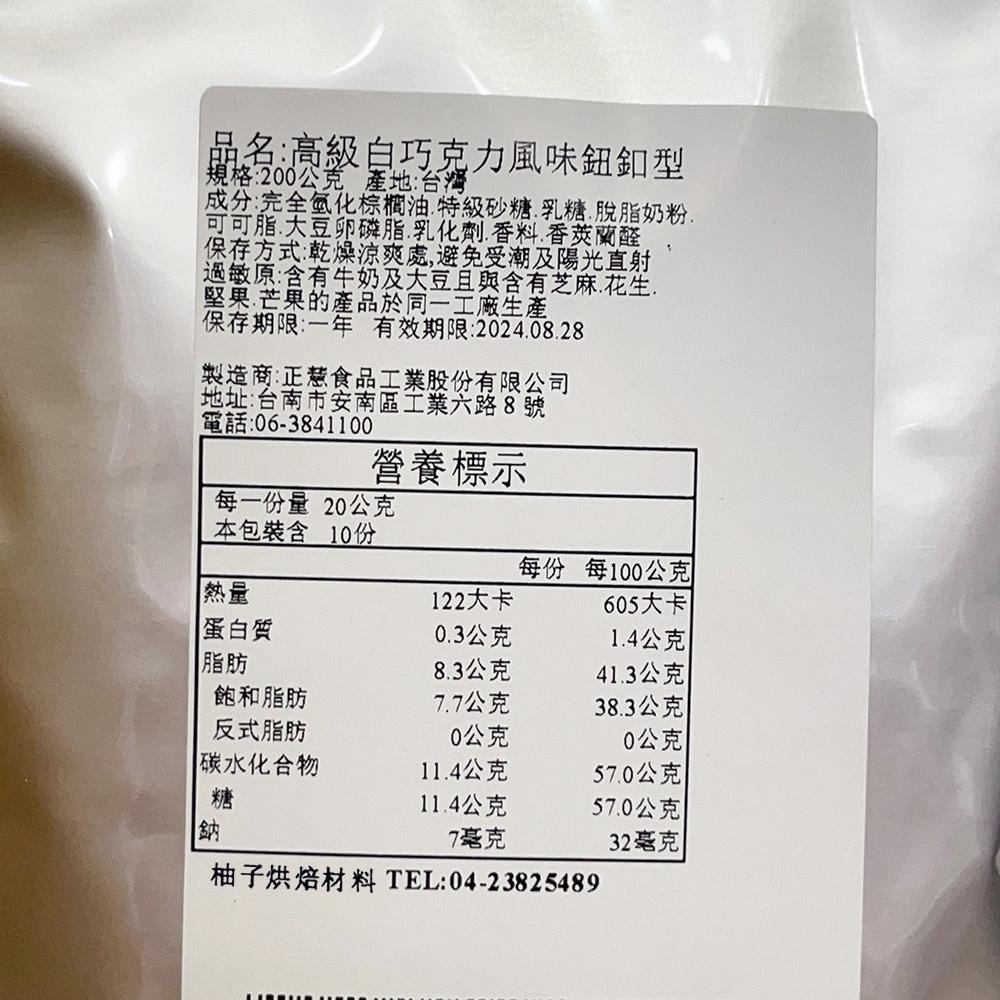 品名:高級白巧克力風味鈕釦型
規格:200公克 產地:台灣
成分:完全氫化棕櫚油.特級砂糖.乳糖.脫脂奶粉.
可可脂.大豆卵磷脂.乳化劑.香料.香莢蘭醛
保存方式:乾燥涼爽處,避免受潮及陽光直射
過敏原:含有牛奶及大豆且與含有芝麻.花生.
堅果.芒果的產品於同一工廠生產
保存期限:一年 有效期限:2024.08.28
製造商:正慧食品工業股份有限公司
地址:台南市安南區工業六路8號
電話:06-3841100
營養標示
每一份量 20公克
本包裝含 10份
每份 每100公克
熱量 122大卡 605大卡
蛋白質 0.3公克 1.4公克
脂肪 8.3公克 41.3公克
飽和脂肪 7.7公克 38.3公克
反式脂肪 0公克 0公克
碳水化合物 11.4公克 57.0公克
糖 11.4公克 57.0公克
鈉 7毫克 32毫克
柚子烘焙材料 TEL:04-23825489